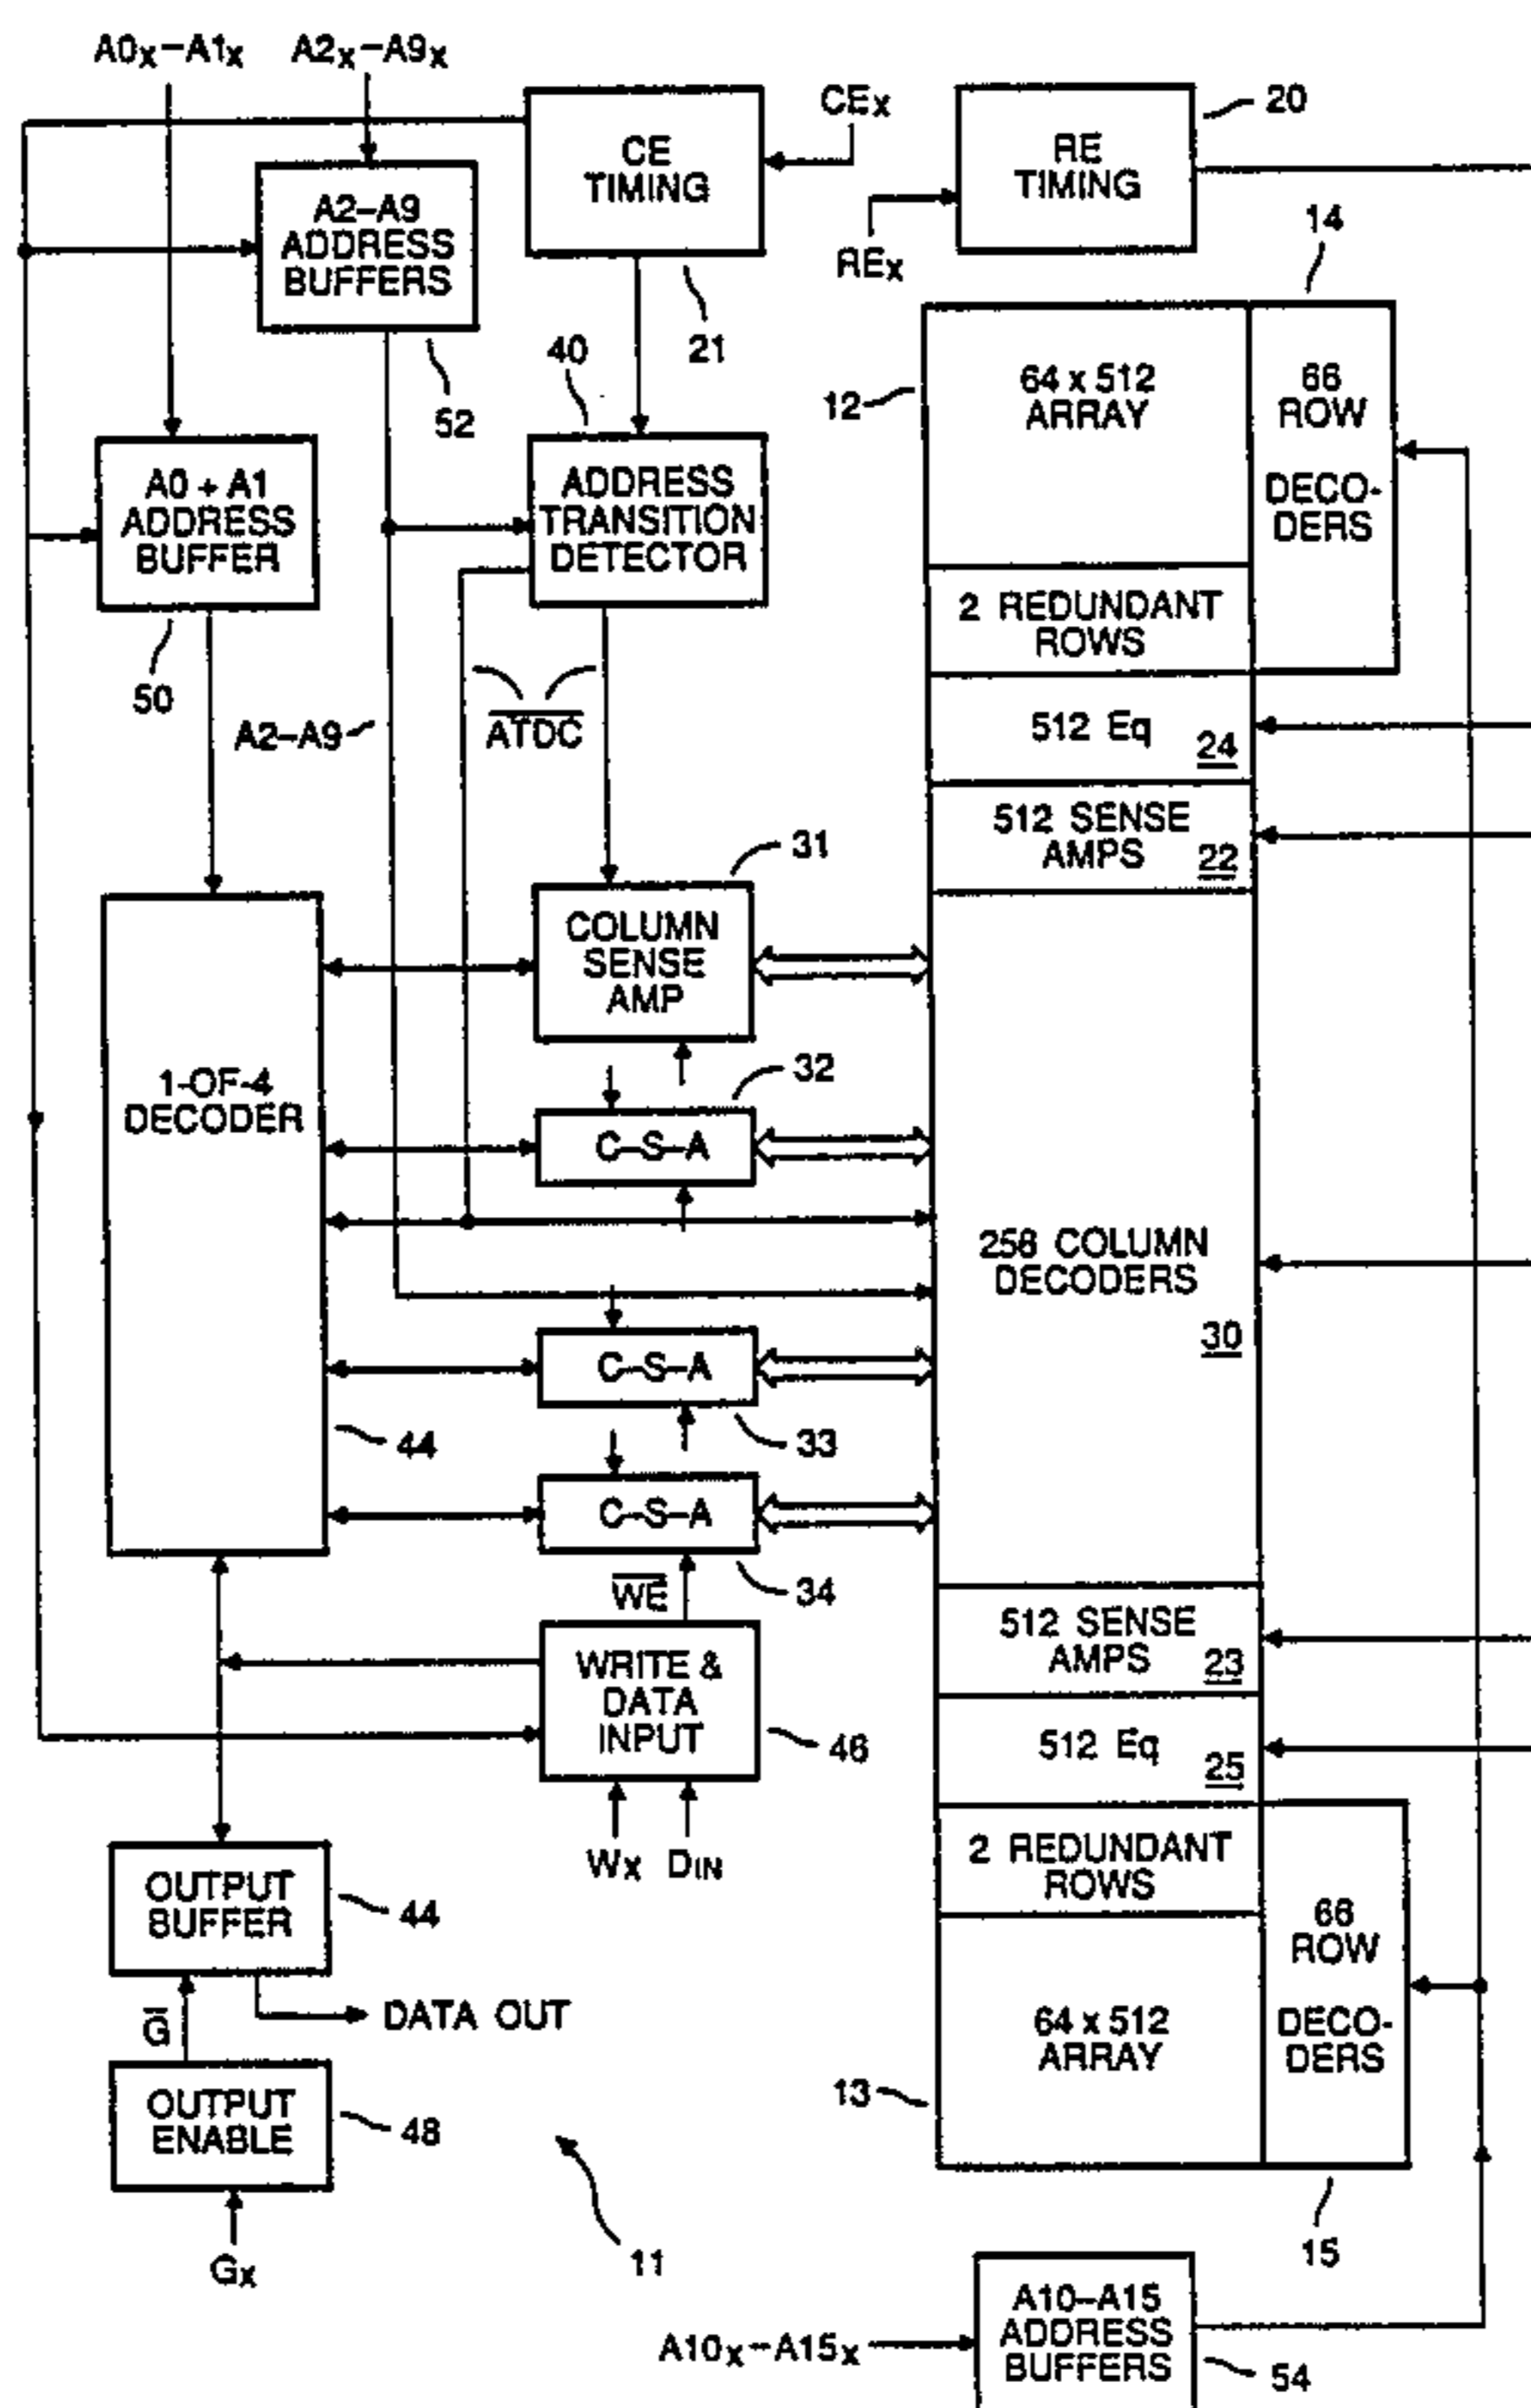 A0x–A1x
A2x–A9x
CEx
20
CE
TIMING
RE
TIMING
REx
14
A2–A9
ADDRESS
BUFFERS
52
21
40
12
64 x 512
ARRAY
66
ROW
DECO-
DERS
A0 + A1
ADDRESS
BUFFER
50
ADDRESS
TRANSITION
DETECTOR
2 REDUNDANT
ROWS
A2–A9
ATDC
512 Eq
24
512 SENSE
AMPS
22
31
COLUMN
SENSE
AMP
32
1-OF-4
DECODER
C–S–A
258 COLUMN
DECODERS
30
C–S–A
33
44
C–S–A
34
WE
512 SENSE
AMPS
23
WRITE &
DATA
INPUT
46
512 Eq
25
Wx
DIN
2 REDUNDANT
ROWS
OUTPUT
BUFFER
44
66
ROW
DECO-
DERS
DATA OUT
G
64 x 512
ARRAY
13
OUTPUT
ENABLE
48
11
15
Gx
A10x–A15x
A10–A15
ADDRESS
BUFFERS
54